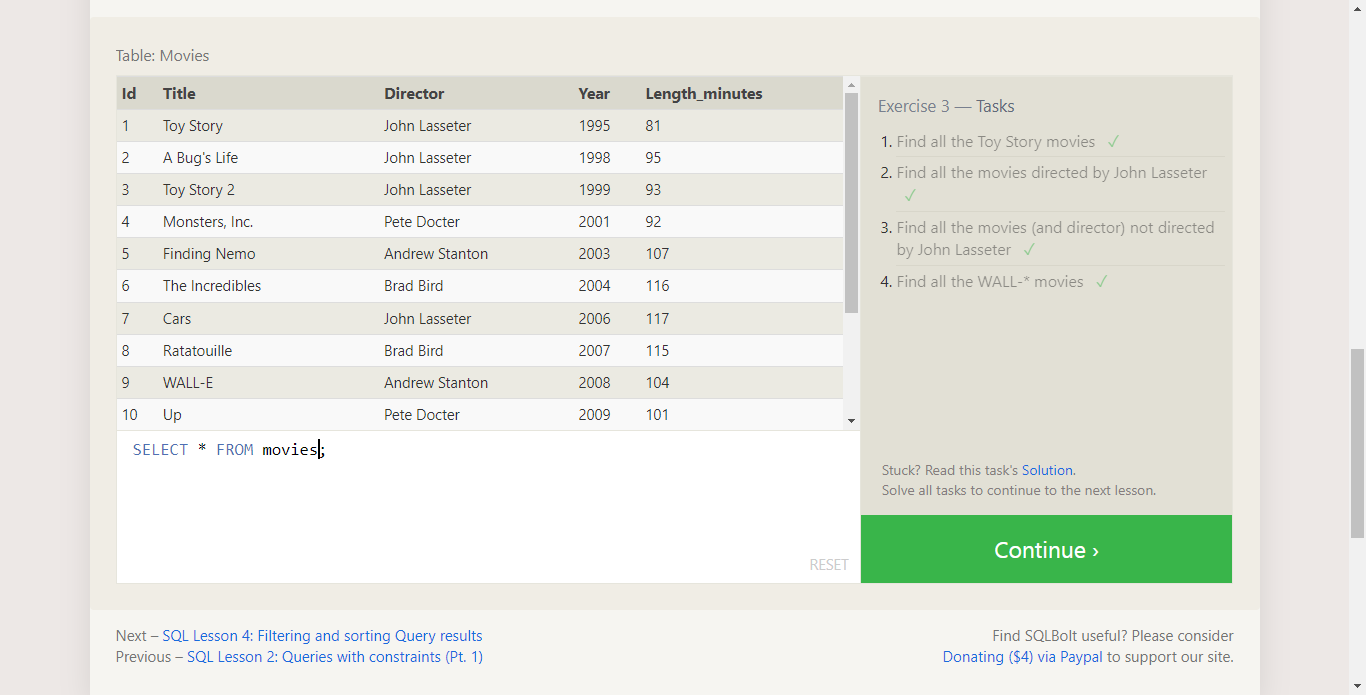 Table: Movies
Id Title Director Year Length_minutes
1 Toy Story John Lasseter 1995 81
2 A Bug's Life John Lasseter 1998 95
3 Toy Story 2 John Lasseter 1999 93
4 Monsters, Inc. Pete Docter 2001 92
5 Finding Nemo Andrew Stanton 2003 107
6 The Incredibles Brad Bird 2004 116
7 Cars John Lasseter 2006 117
8 Ratatouille Brad Bird 2007 115
9 WALL-E Andrew Stanton 2008 104
10 Up Pete Docter 2009 101
SELECT * FROM movies;
RESET
Exercise 3 — Tasks
1. Find all the Toy Story movies ✓
2. Find all the movies directed by John Lasseter
✓
3. Find all the movies (and director) not directed
by John Lasseter ✓
4. Find all the WALL-* movies ✓
Stuck? Read this task's Solution.
Solve all tasks to continue to the next lesson.
Continue ›
Next – SQL Lesson 4: Filtering and sorting Query results
Previous – SQL Lesson 2: Queries with constraints (Pt. 1)
Find SQLBolt useful? Please consider
Donating ($4) via Paypal to support our site.